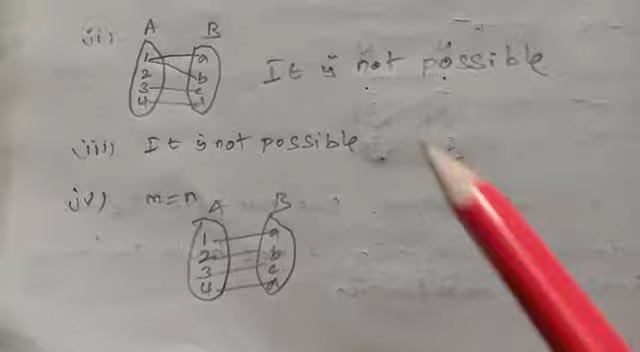 ii) A B
1 a
2 b
3 c
4 d
It is not possible
iii) It is not possible
iv) m=n A B
1 a
2 b
3 c
4 d